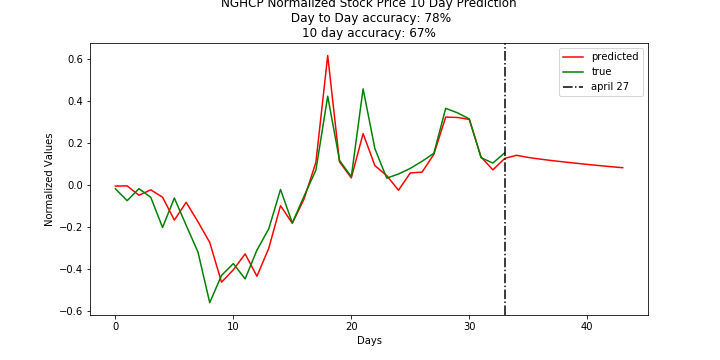 NGHCP Normalized Stock Price 10 Day Prediction
Day to Day accuracy: 78%
10 day accuracy: 67%
predicted
true
april 27
Normalized Values
0.6
0.4
0.2
0.0
−0.2
−0.4
−0.6
0
10
20
30
40
Days